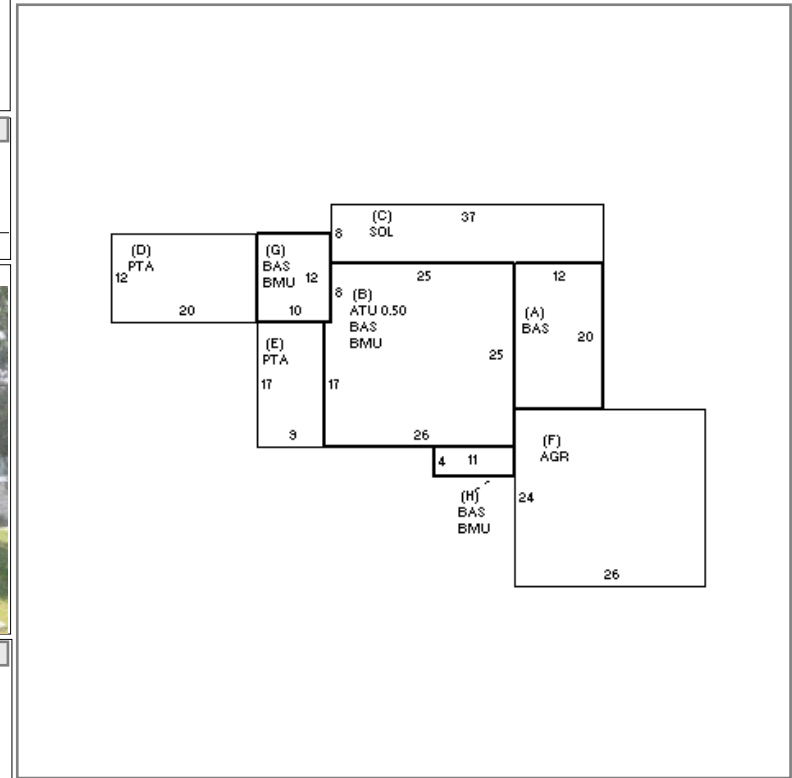 (C)
SOL
37
8
(D)
PTA
12
20
(G)
BAS
BMU
12
10
25
8
(B)
ATU 0.50
BAS
BMU
25
12
(A)
BAS
20
(E)
PTA
17
9
17
26
(F)
AGR
24
26
4
11
(H)
BAS
BMU